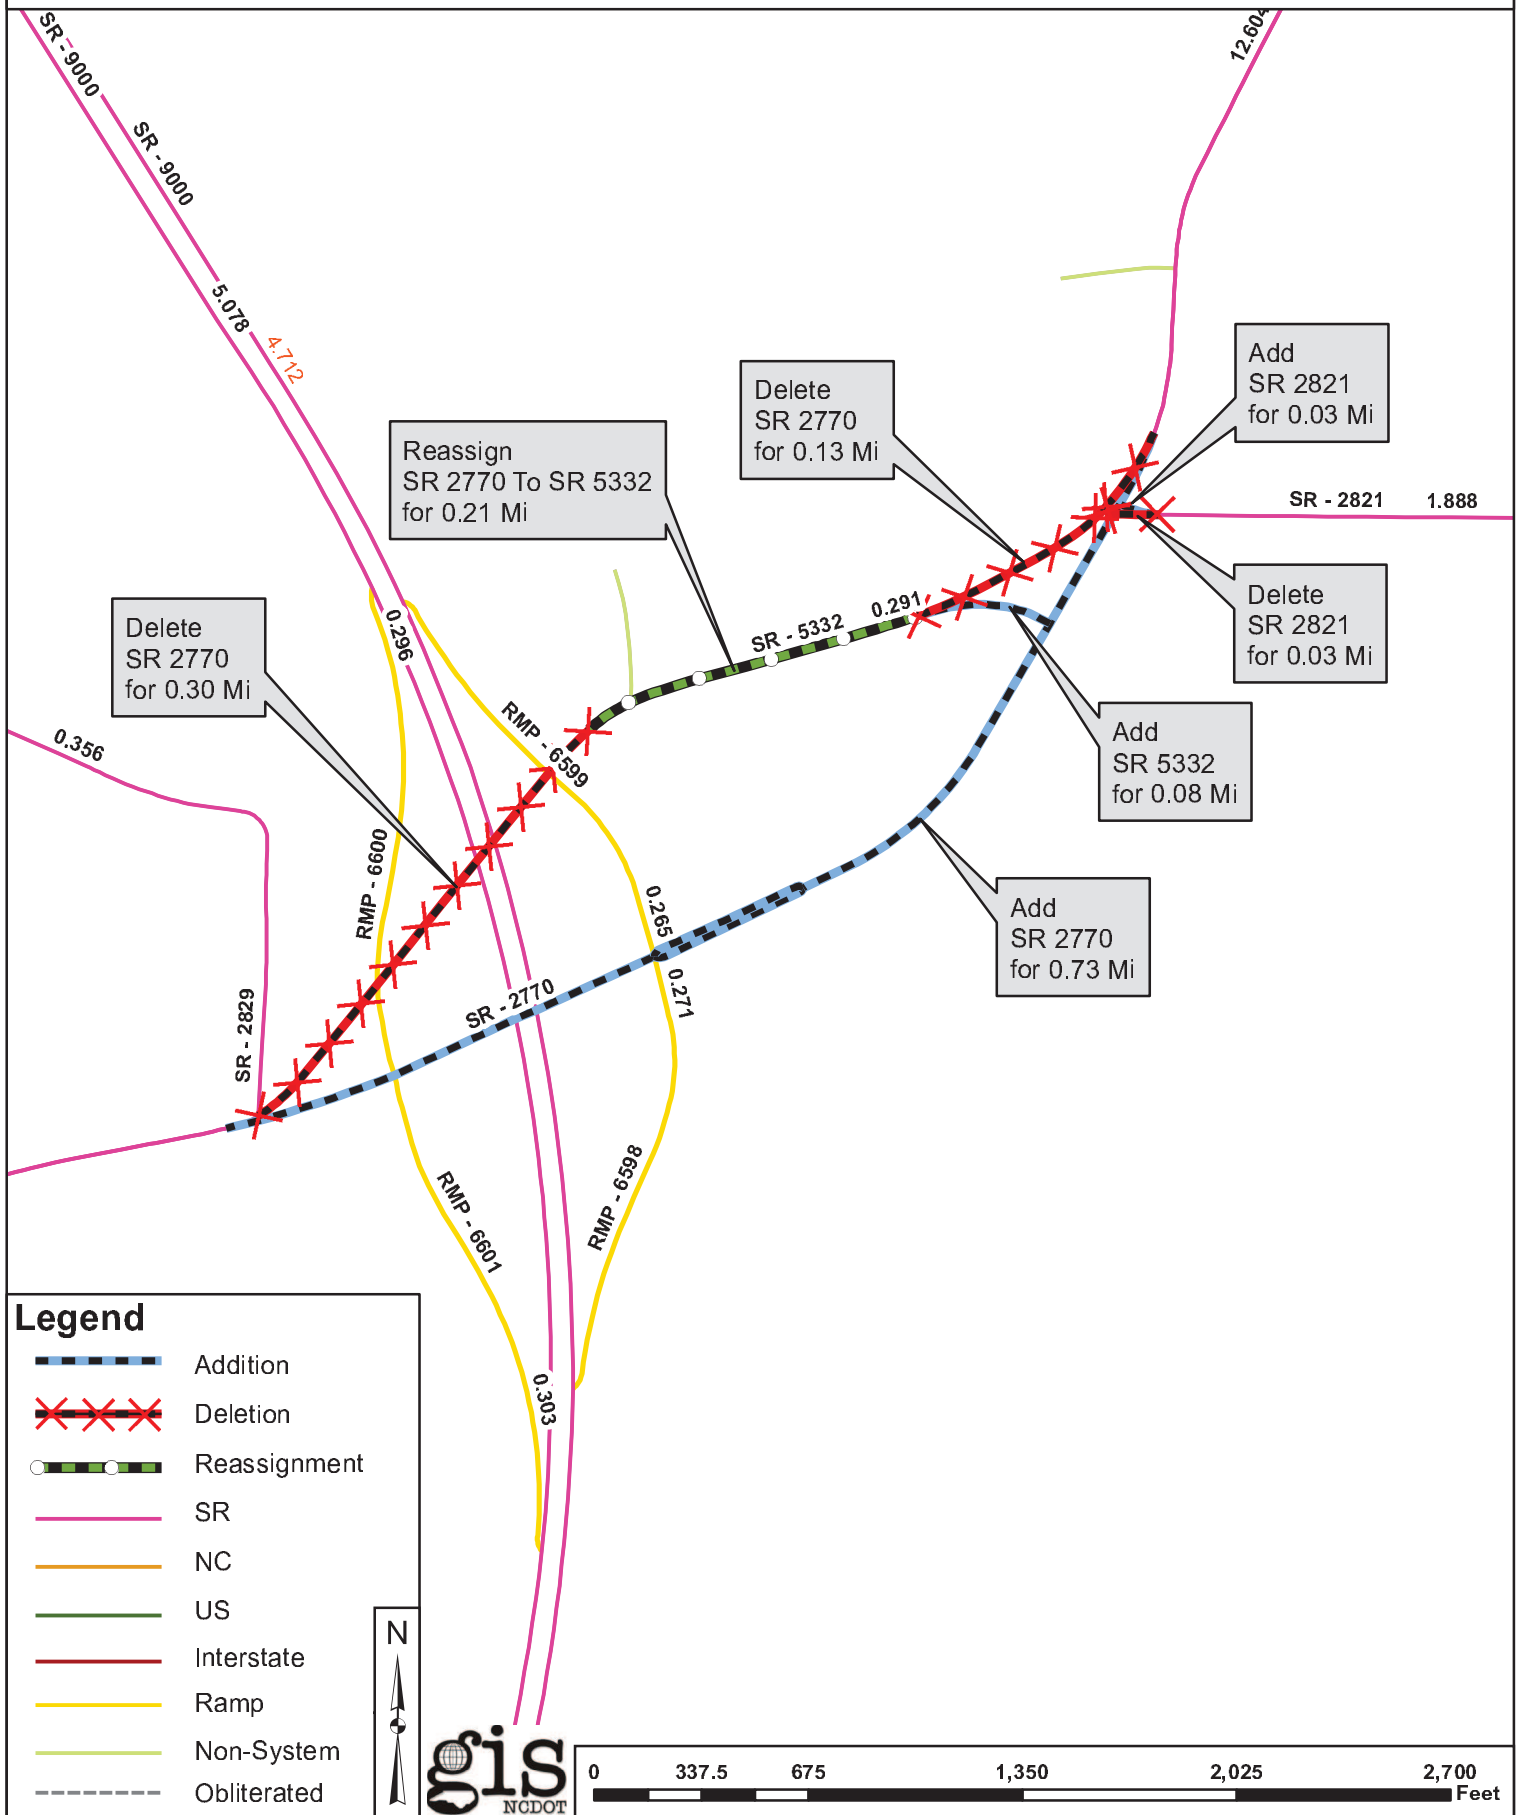 SR - 9000
SR - 9000
5.078
4.712
Add
SR 2821
for 0.03 Mi
Delete
SR 2770
for 0.13 Mi
Reassign
SR 2770 To SR 5332
for 0.21 Mi
SR - 2821
1.888
Delete
SR 2821
for 0.03 Mi
Delete
SR 2770
for 0.30 Mi
0.296
SR - 5332
0.291
RMP - 6599
Add
SR 5332
for 0.08 Mi
0.356
RMP - 6600
0.265
Add
SR 2770
for 0.73 Mi
0.271
SR - 2770
SR - 2829
RMP - 6601
RMP - 6598
0.303
Legend
Addition
Deletion
Reassignment
SR
NC
US
Interstate
Ramp
Non-System
Obliterated
N
gis
NCDOT
0 337.5 675 1,350 2,025 2,700
Feet